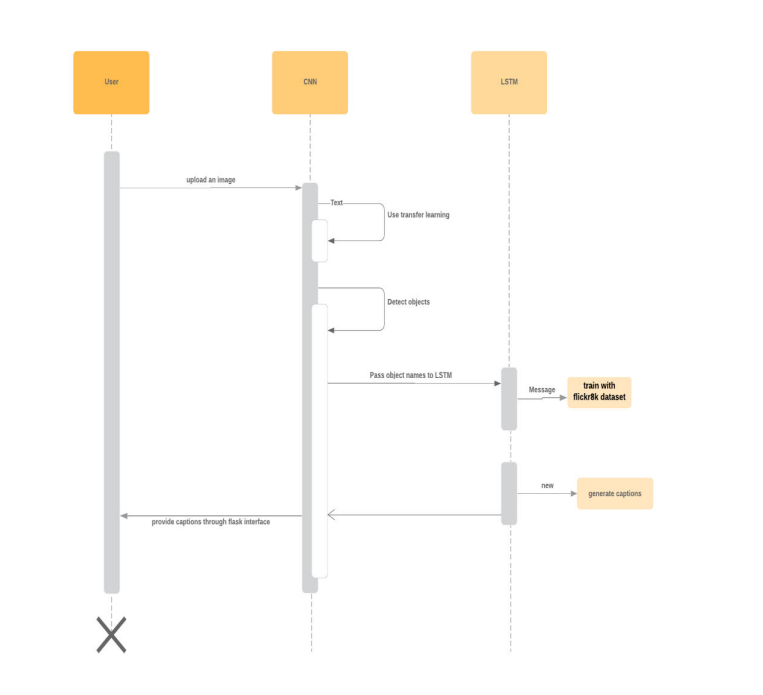 User
CNN
LSTM
upload an image
Text
Use transfer learning
Detect objects
Pass object names to LSTM
Message
train with
flickr8k dataset
new
generate captions
provide captions through flask interface